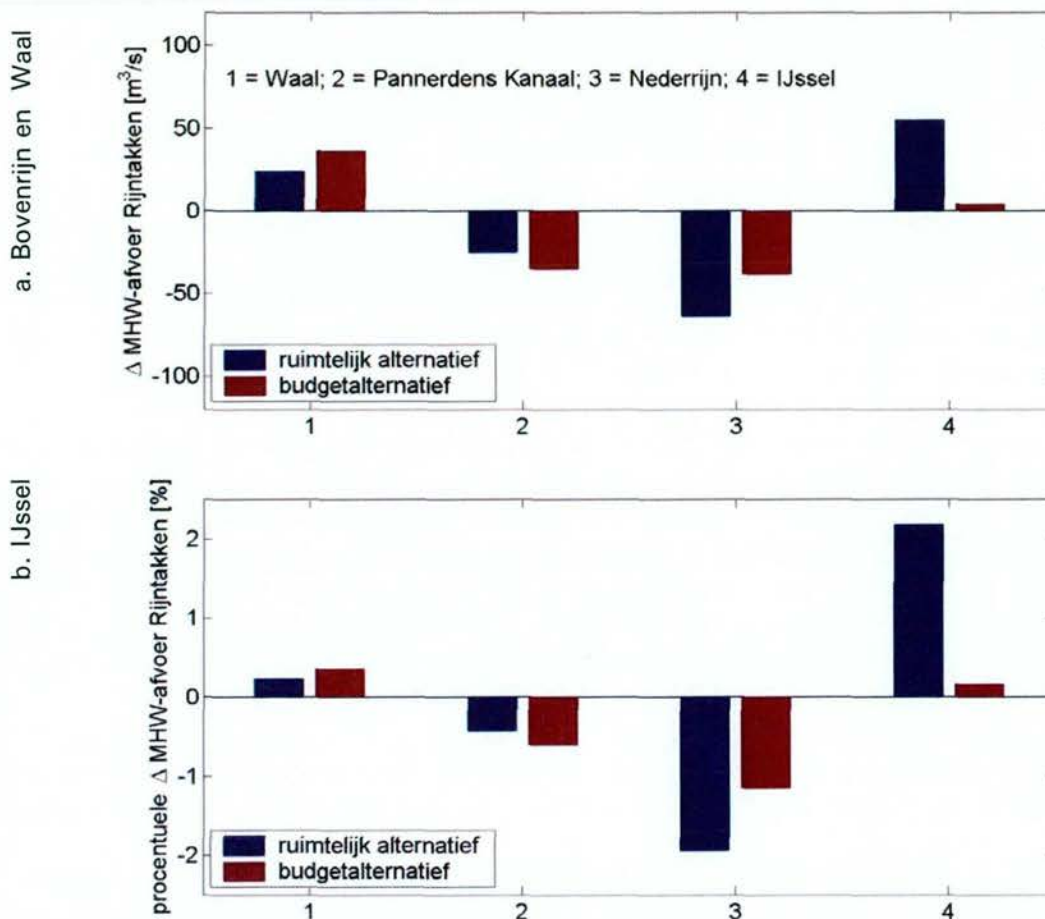 a. Bovenrijn en Waal
Δ MHW-afvoer Rijntakken [m³/s]
100
50
0
-50
-100
1 = Waal; 2 = Pannerdens Kanaal; 3 = Nederrijn; 4 = IJssel
ruimtelijk alternatief
budgetalternatief
1 2 3 4
b. IJssel
procentuele Δ MHW-afvoer Rijntakken [%]
2
1
0
-1
-2
ruimtelijk alternatief
budgetalternatief
1 2 3 4